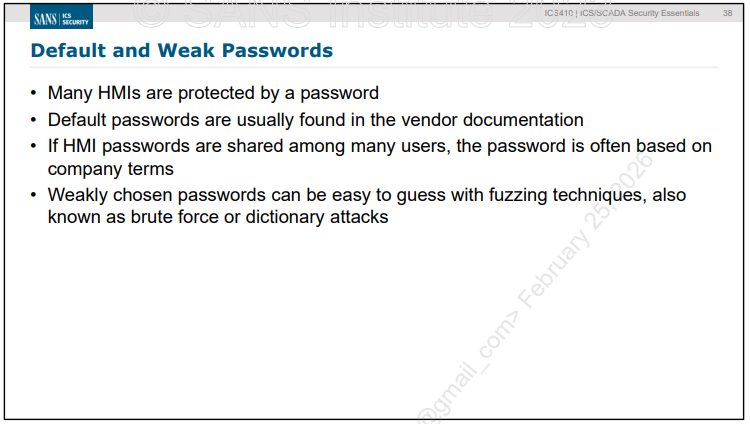 © SANS Institute 2026
SANS ICS SECURITY
ICS410 | ICS/SCADA Security Essentials 38
Default and Weak Passwords
• Many HMIs are protected by a password
• Default passwords are usually found in the vendor documentation
• If HMI passwords are shared among many users, the password is often based on
company terms
• Weakly chosen passwords can be easy to guess with fuzzing techniques, also
known as brute force or dictionary attacks
@gmail_com> February 25, 2026